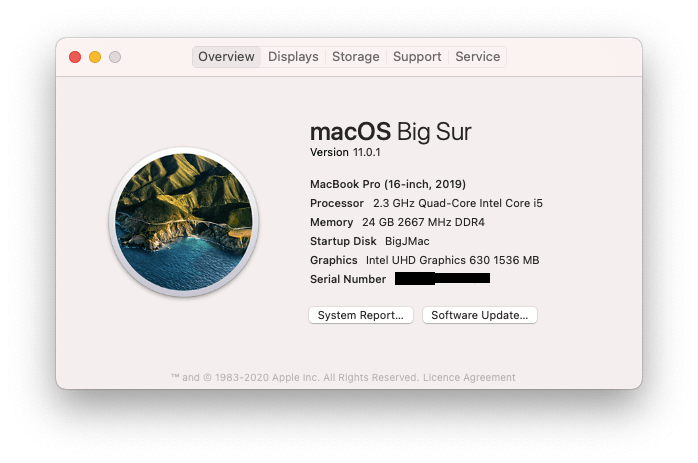 Overview Displays Storage Support Service
macOS Big Sur
Version 11.0.1
MacBook Pro (16-inch, 2019)
Processor 2.3 GHz Quad-Core Intel Core i5
Memory 24 GB 2667 MHz DDR4
Startup Disk BigJMac
Graphics Intel UHD Graphics 630 1536 MB
Serial Number
System Report... Software Update...
™ and © 1983-2020 Apple Inc. All Rights Reserved. Licence Agreement